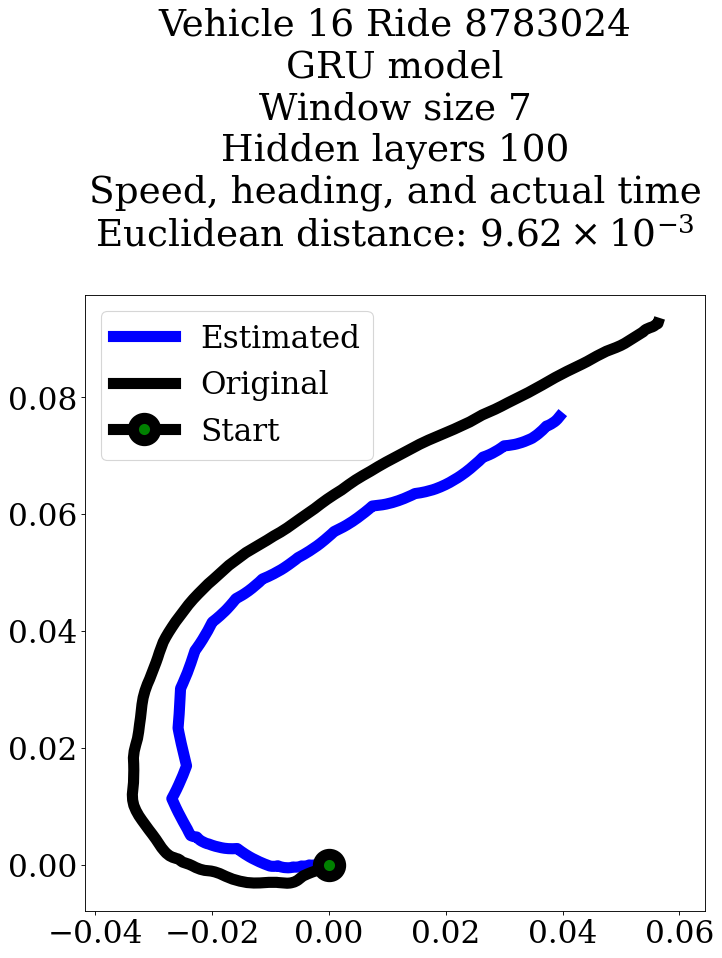 Vehicle 16 Ride 8783024
GRU model
Window size 7
Hidden layers 100
Speed, heading, and actual time
Euclidean distance: 9.62 × 10⁻³
Estimated
Original
Start
0.08
0.06
0.04
0.02
0.00
−0.04 −0.02 0.00 0.02 0.04 0.06